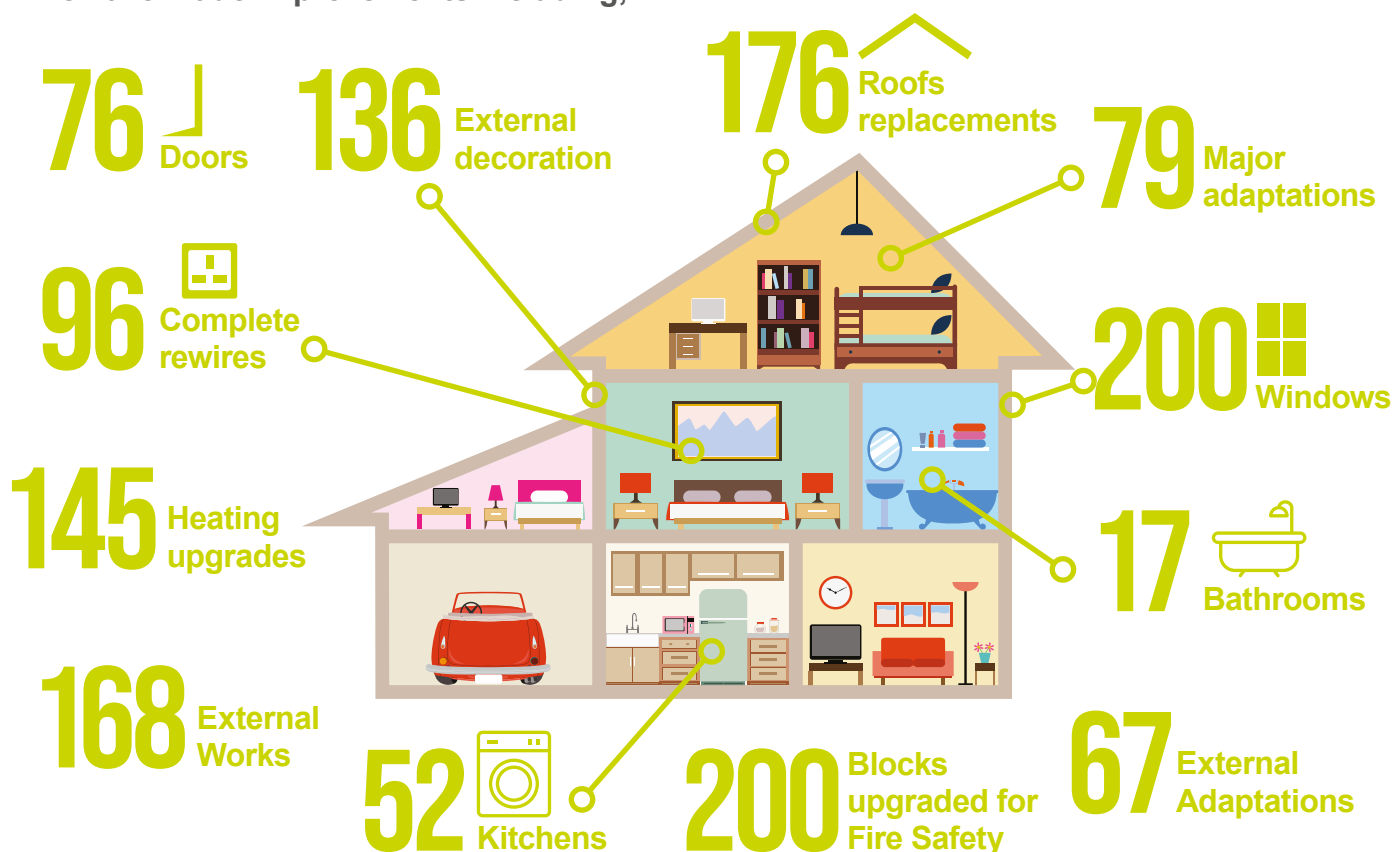 76
Doors
136
External
decoration
176
Roofs
replacements
79
Major
adaptations
96
Complete
rewires
200
Windows
145
Heating
upgrades
17
Bathrooms
168
External
Works
52
Kitchens
200
Blocks
upgraded for
Fire Safety
67
External
Adaptations